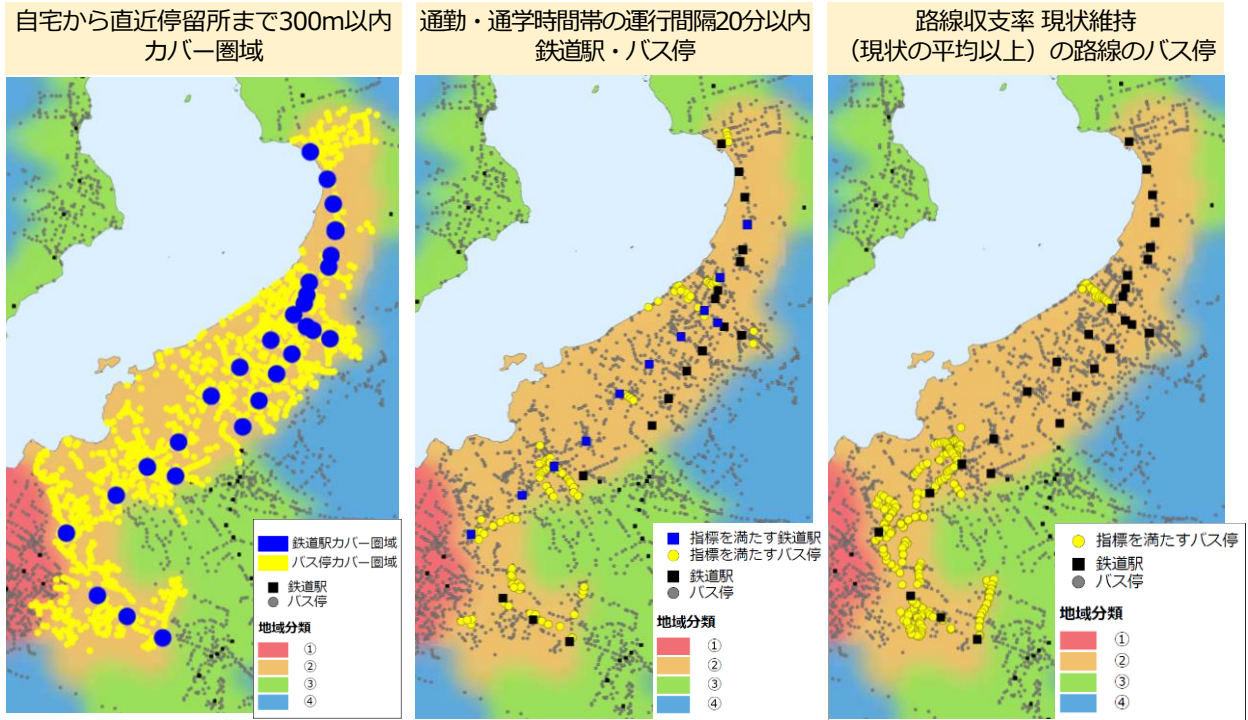 自宅から直近停留所まで300m以内
カバー圏域
通勤・通学時間帯の運行間隔20分以内
鉄道駅・バス停
路線収支率 現状維持
（現状の平均以上）の路線のバス停
鉄道駅カバー圏域
バス停カバー圏域
鉄道駅
バス停
地域分類
①
②
③
④
指標を満たす鉄道駅
指標を満たすバス停
鉄道駅
バス停
地域分類
①
②
③
④
指標を満たすバス停
鉄道駅
バス停
地域分類
①
②
③
④